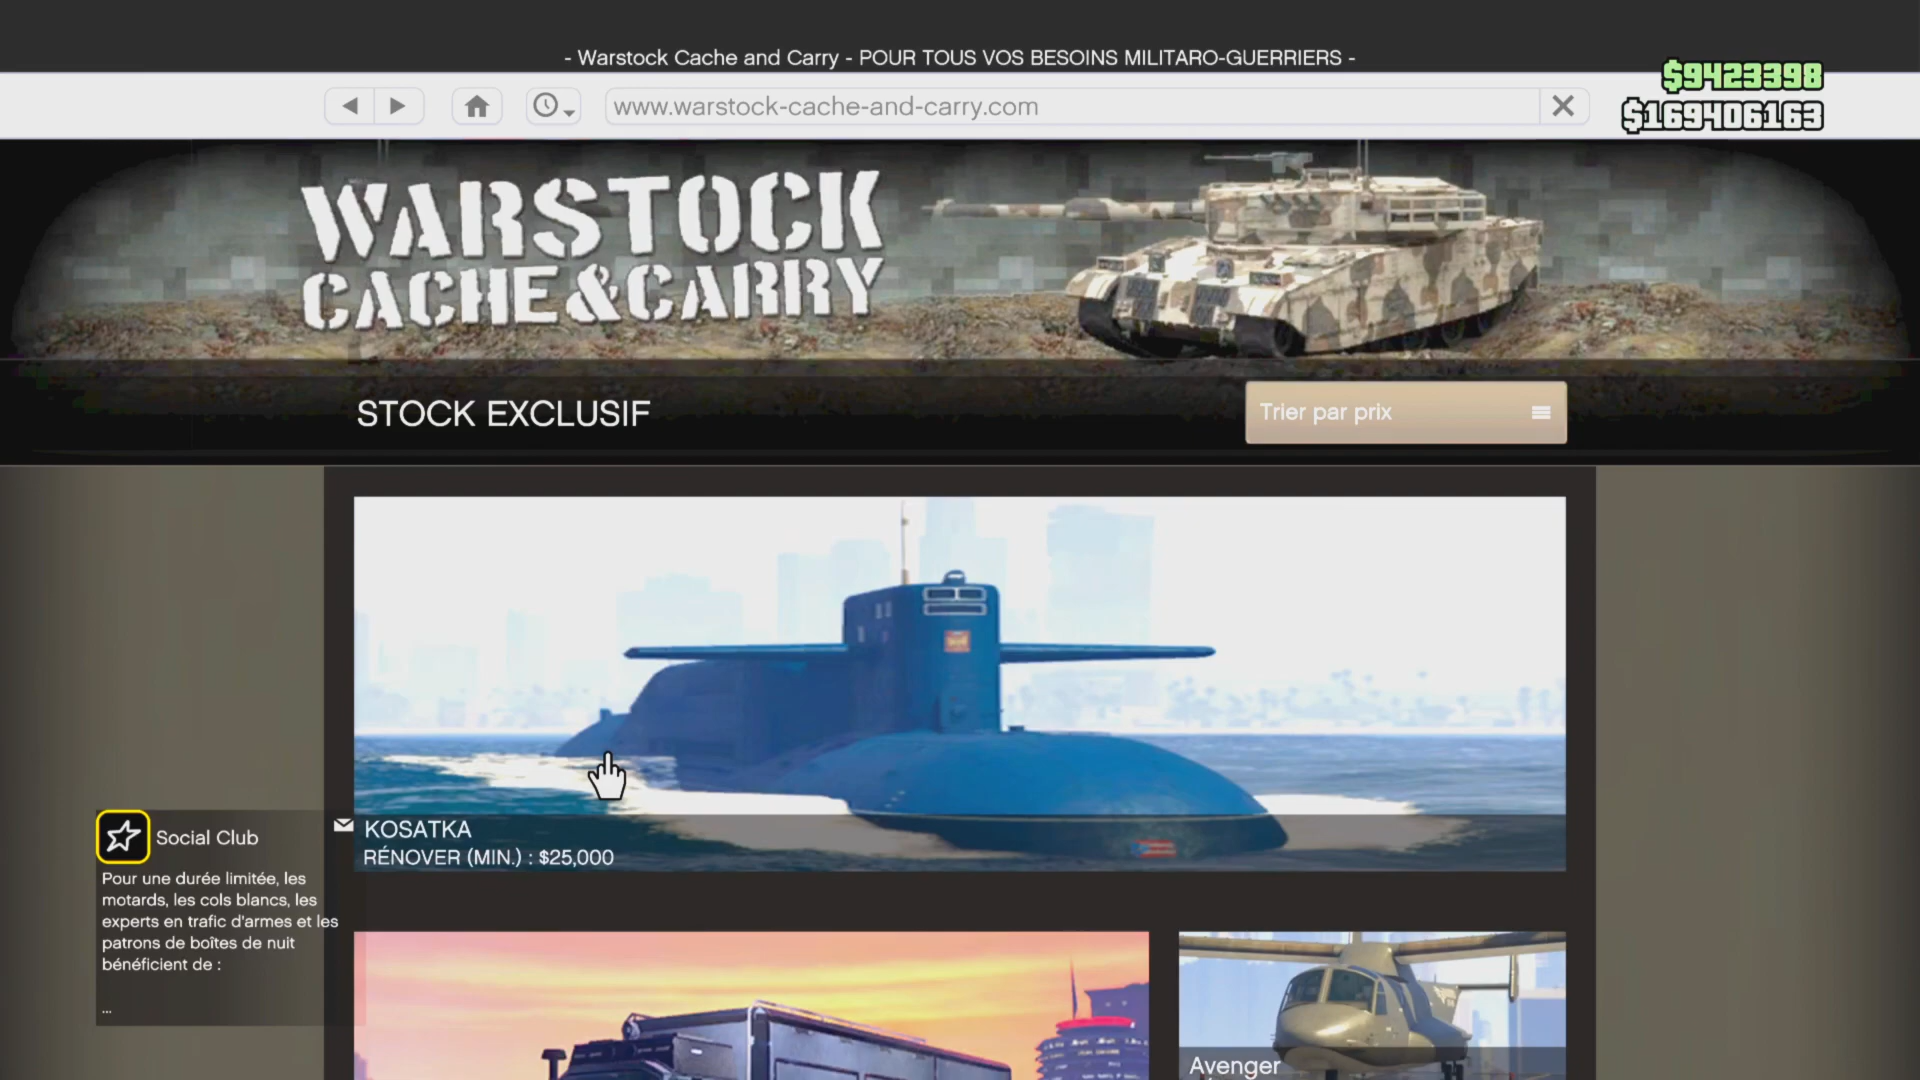 - Warstock Cache and Carry - POUR TOUS VOS BESOINS MILITARO-GUERRIERS -
www.warstock-cache-and-carry.com
$9423398
$169406163
WARSTOCK
CACHE&CARRY
STOCK EXCLUSIF
Trier par prix
KOSATKA
RÉNOVER (MIN.) : $25,000
Social Club
Pour une durée limitée, les
motards, les cols blancs, les
experts en trafic d'armes et les
patrons de boîtes de nuit
bénéficient de :
...
Avenger